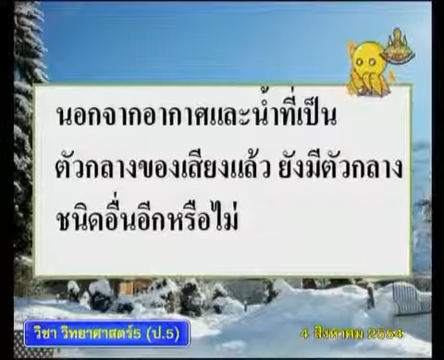 นอกจากอากาศและน้ำที่เป็น
ตัวกลางของเสียงแล้ว ยังมีตัวกลาง
ชนิดอื่นอีกหรือไม่
วิชา วิทยาศาสตร์5 (ป.5)
4 สิงหาคม 2554